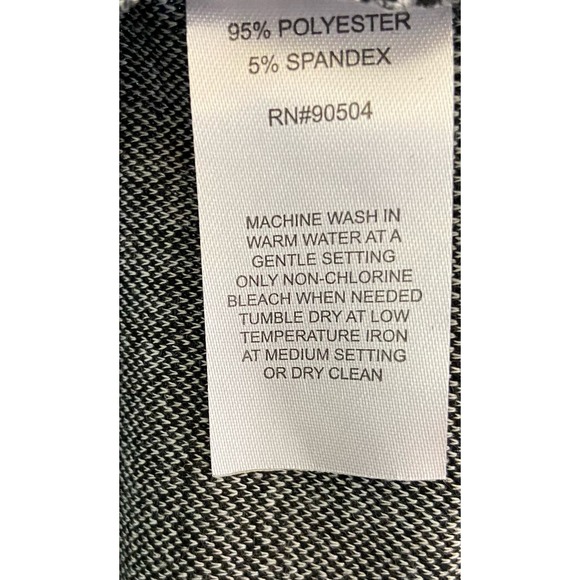 95% POLYESTER
5% SPANDEX
RN#90504
MACHINE WASH IN
WARM WATER AT A
GENTLE SETTING
ONLY NON-CHLORINE
BLEACH WHEN NEEDED
TUMBLE DRY AT LOW
TEMPERATURE IRON
AT MEDIUM SETTING
OR DRY CLEAN